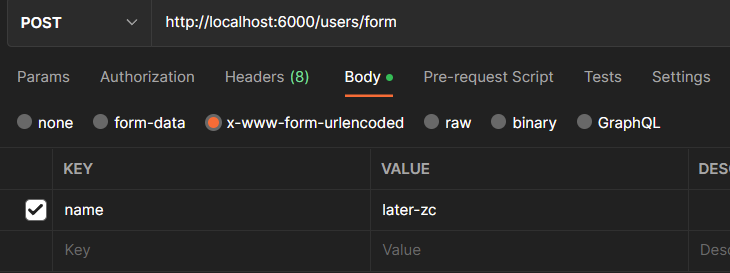 POST http://localhost:6000/users/form
Params Authorization Headers (8) Body Pre-request Script Tests Settings
none form-data x-www-form-urlencoded raw binary GraphQL
KEY VALUE DESC
name later-zc
Key Value Desc